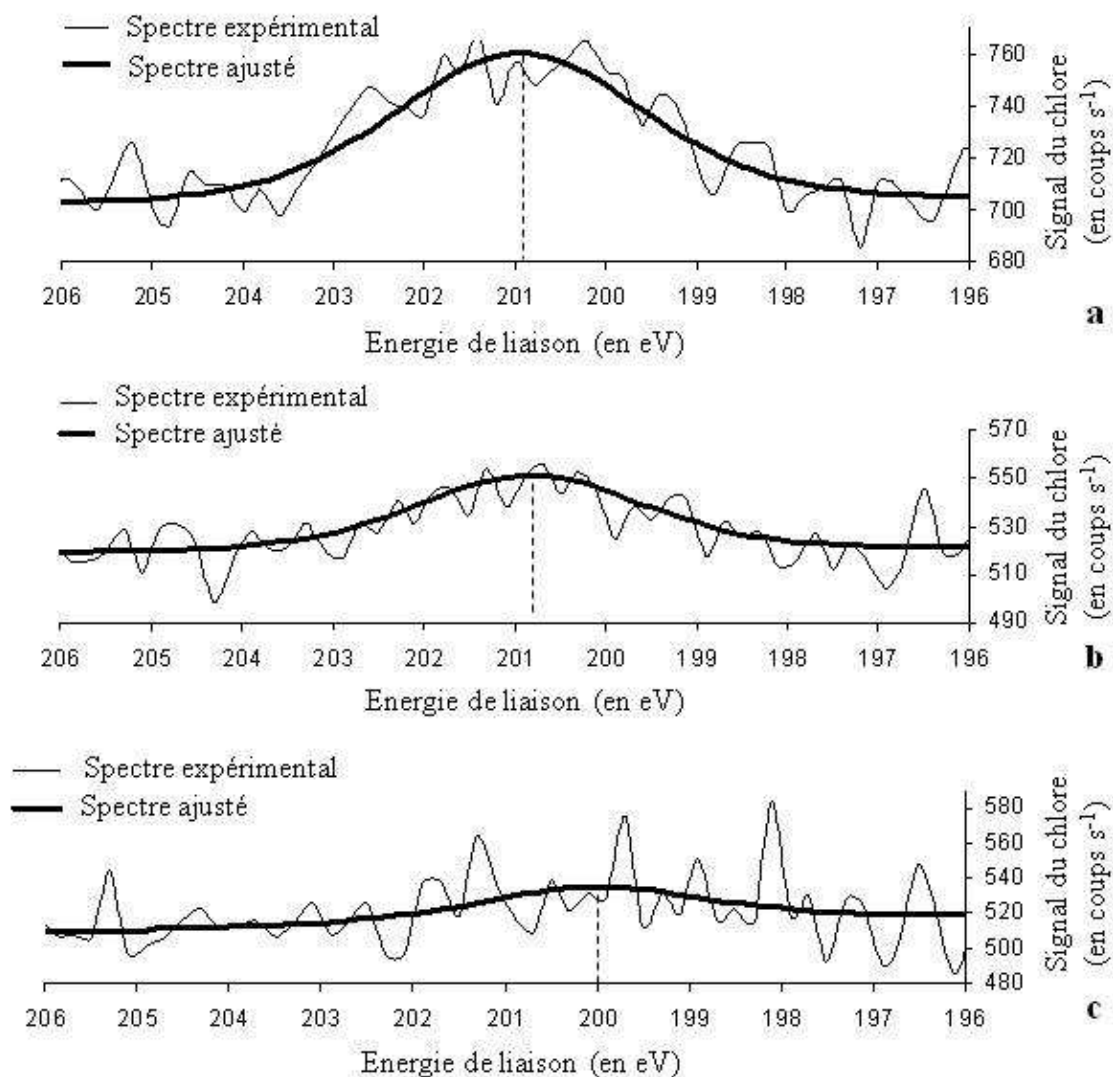 Spectre expérimental
Spectre ajusté
760
740
720
700
680
Signal du chlore
(en coups s⁻¹)
206 205 204 203 202 201 200 199 198 197 196
Energie de liaison (en eV)
a
Spectre expérimental
Spectre ajusté
570
550
530
510
490
Signal du chlore
(en coups s⁻¹)
206 205 204 203 202 201 200 199 198 197 196
Energie de liaison (en eV)
b
Spectre expérimental
Spectre ajusté
580
560
540
520
500
480
Signal du chlore
(en coups s⁻¹)
206 205 204 203 202 201 200 199 198 197 196
Energie de liaison (en eV)
c